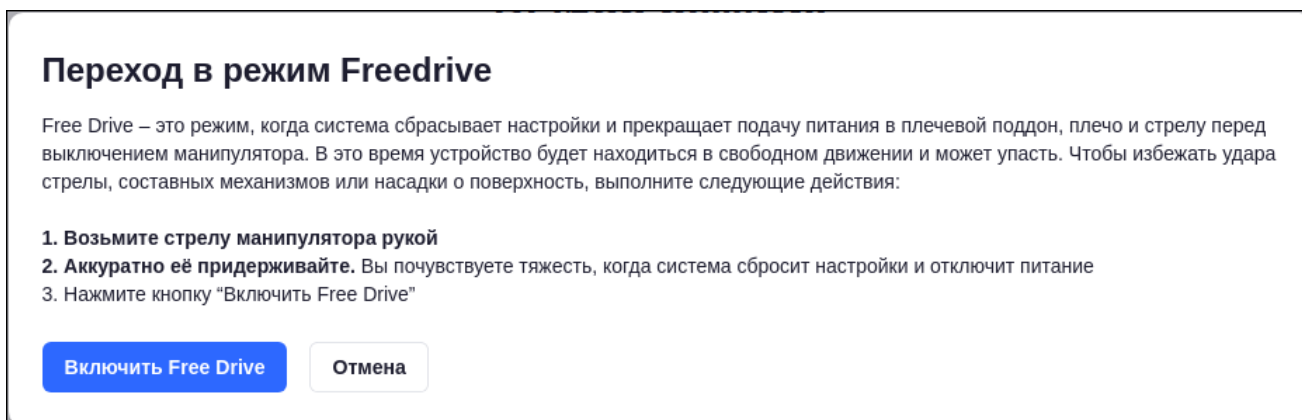 Переход в режим Freedrive
Free Drive – это режим, когда система сбрасывает настройки и прекращает подачу питания в плечевой поддон, плечо и стрелу перед
выключением манипулятора. В это время устройство будет находиться в свободном движении и может упасть. Чтобы избежать удара
стрелы, составных механизмов или насадки о поверхность, выполните следующие действия:
1. Возьмите стрелу манипулятора рукой
2. Аккуратно её придерживайте. Вы почувствуете тяжесть, когда система сбросит настройки и отключит питание
3. Нажмите кнопку “Включить Free Drive”
Включить Free Drive Отмена